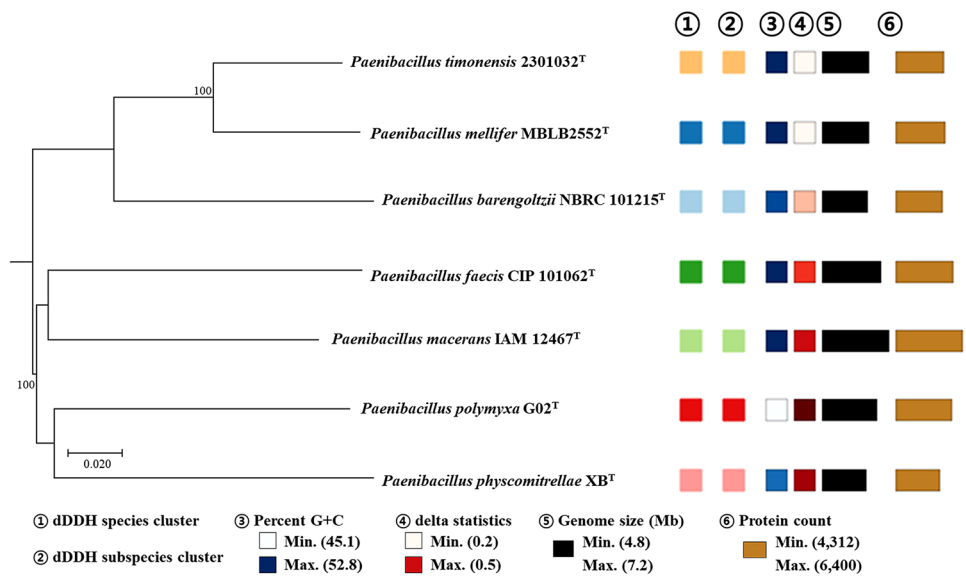 ① ② ③ ④ ⑤ ⑥
Paenibacillus timonensis 2301032ᵀ
100
Paenibacillus mellifer MBLB2552ᵀ
Paenibacillus barengoltzii NBRC 101215ᵀ
Paenibacillus faecis CIP 101062ᵀ
Paenibacillus macerans IAM 12467ᵀ
100
Paenibacillus polymyxa G02ᵀ
0.020
Paenibacillus physcomitrellae XBᵀ
① dDDH species cluster
② dDDH subspecies cluster
③ Percent G+C
Min. (45.1)
Max. (52.8)
④ delta statistics
Min. (0.2)
Max. (0.5)
⑤ Genome size (Mb)
Min. (4.8)
Max. (7.2)
⑥ Protein count
Min. (4,312)
Max. (6,400)